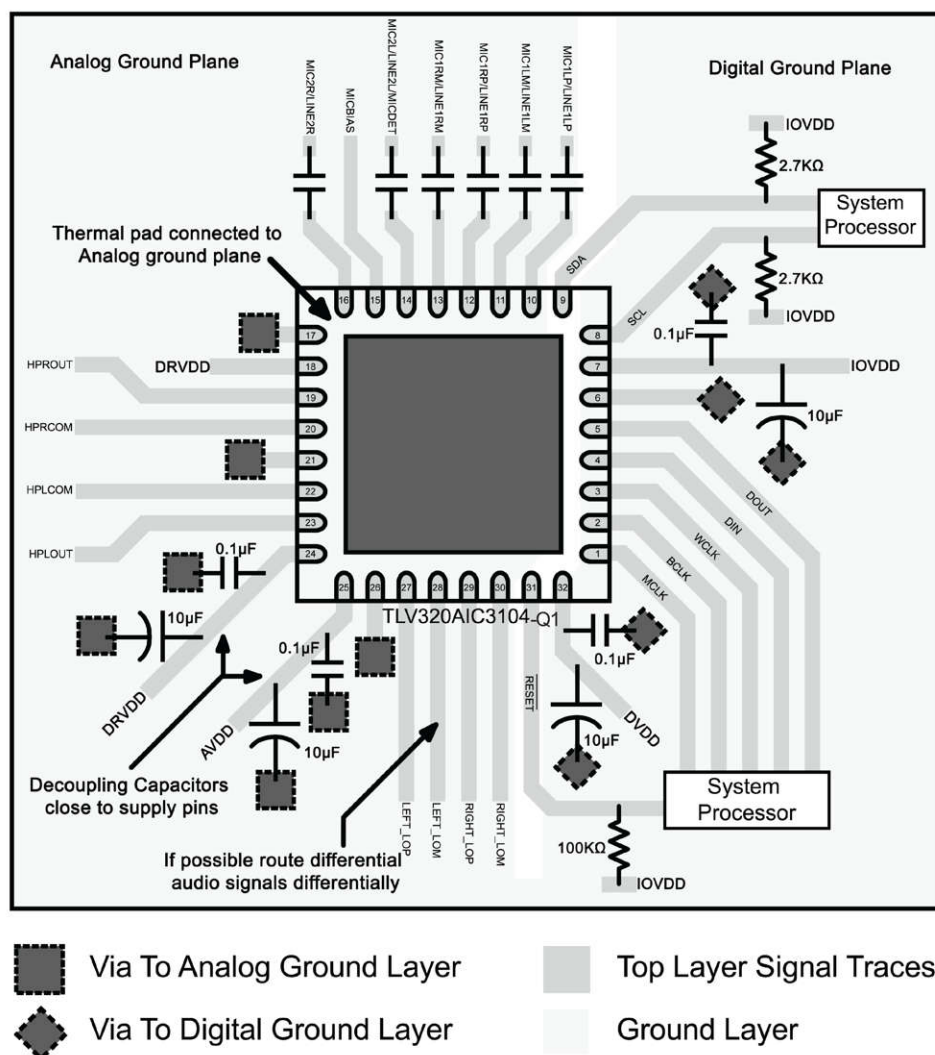 Analog Ground Plane
Digital Ground Plane
MIC2R/LINE2R
MICBIAS
MIC2L/LINE2L/MICDET
MIC1RM/LINE1RM
MIC1RP/LINE1RP
MIC1LM/LINE1LM
MIC1LP/LINE1LP
IOVDD
2.7KΩ
System
Processor
2.7KΩ
IOVDD
Thermal pad connected to
Analog ground plane
SDA
SCL
0.1µF
16
15
14
13
12
11
10
9
17
18
19
20
21
22
23
24
8
7
6
5
4
3
2
1
DRVDD
HPROUT
HPRCOM
HPLCOM
HPLOUT
IOVDD
10µF
DOUT
DIN
WCLK
BCLK
MCLK
0.1µF
10µF
DRVDD
25
26
27
28
29
30
31
32
TLV320AIC3104-Q1
0.1µF
10µF
AVDD
RESET
0.1µF
10µF
DVDD
Decoupling Capacitors
close to supply pins
LEFT_LOP
LEFT_LOM
RIGHT_LOP
RIGHT_LOM
If possible route differential
audio signals differentially
System
Processor
100KΩ
IOVDD
Via To Analog Ground Layer
Top Layer Signal Traces
Via To Digital Ground Layer
Ground Layer